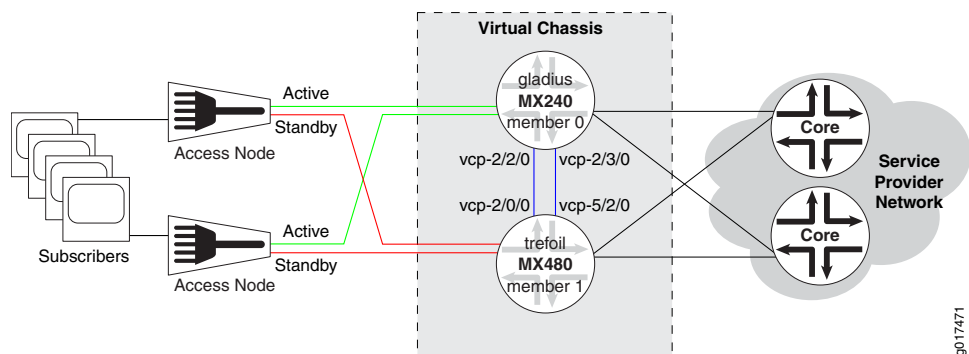 Virtual Chassis
gladius
MX240
member 0
Active
Standby
Access Node
Core
vcp-2/2/0
vcp-2/3/0
Service
Provider
Network
vcp-2/0/0
vcp-5/2/0
Subscribers
Active
Standby
Access Node
trefoil
MX480
member 1
Core
g017471